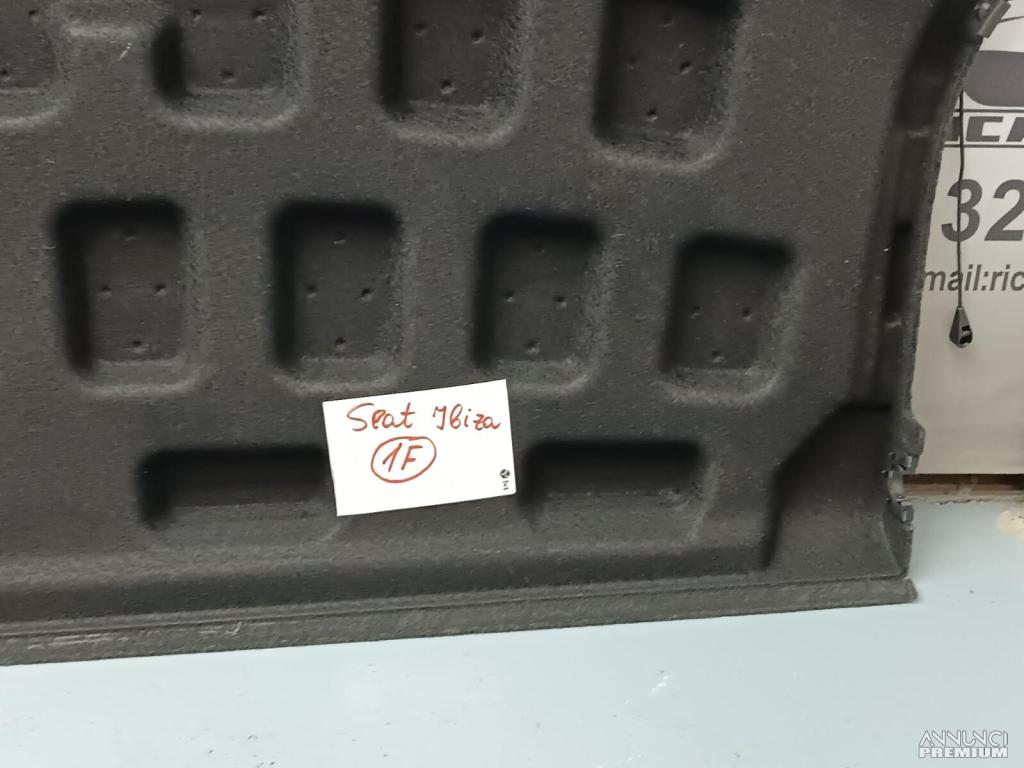 32
mail:ric
Seat Ibiza
1F
ANNUNCI
PREMIUM